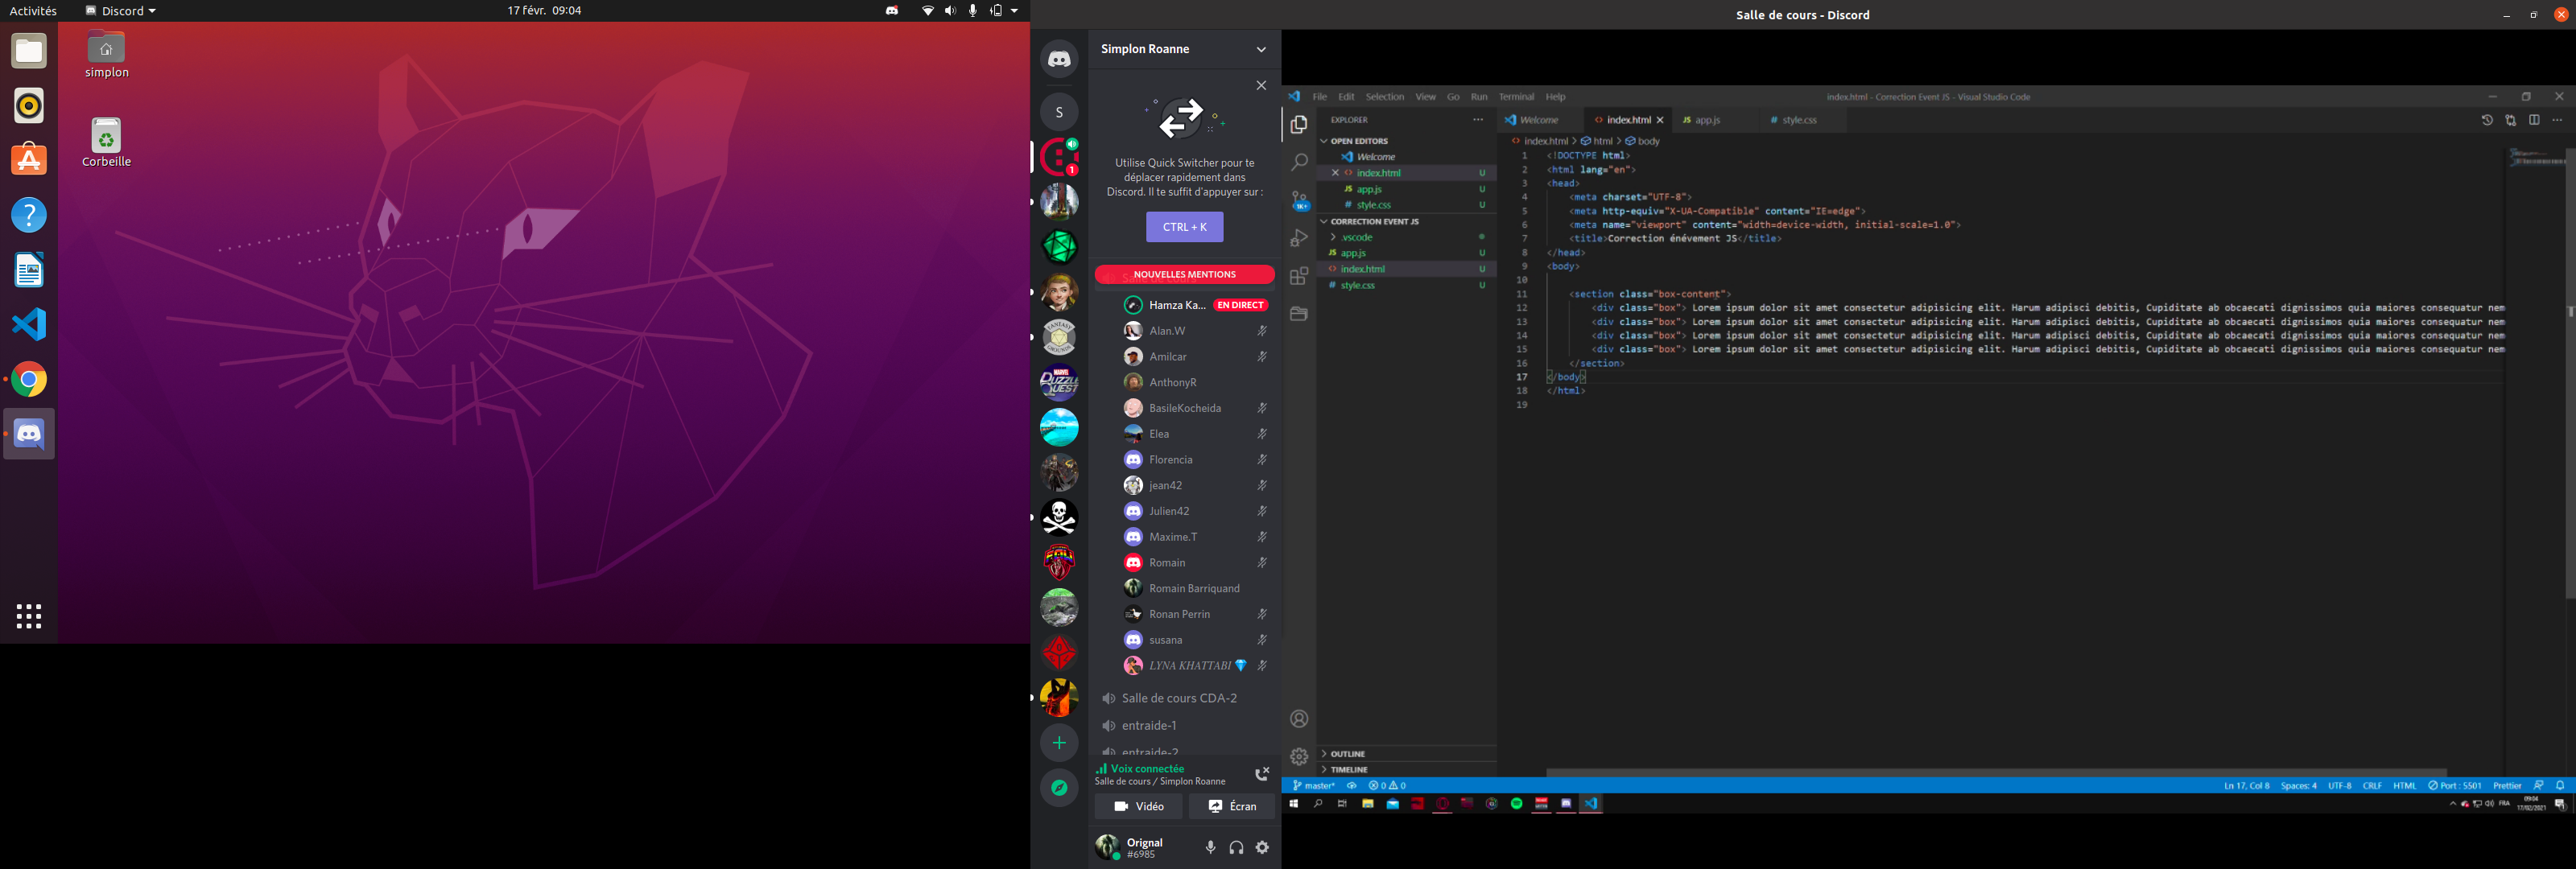 Activités
Discord
17 févr. 09:04
simplon
Corbeille
Salle de cours - Discord
S
1
Simplon Roanne
Utilise Quick Switcher pour te
déplacer rapidement dans
Discord. Il te suffit d'appuyer sur :
CTRL + K
NOUVELLES MENTIONS
Salle de cours
Hamza Ka... EN DIRECT
Alan.W
Amilcar
AnthonyR
BasileKocheida
Elea
Florencia
jean42
Julien42
Maxime.T
Romain
Romain Barriquand
Ronan Perrin
susana
LYNA KHATTABI
Salle de cours CDA-2
entraide-1
entraide-2
Voix connectée
Salle de cours / Simplon Roanne
Vidéo
Écran
Orignal
#6985
File Edit Selection View Go Run Terminal Help
index.html - Correction Event JS - Visual Studio Code
EXPLORER
OPEN EDITORS
Welcome
index.html U
app.js U
style.css U
CORRECTION EVENT JS
.vscode
app.js U
index.html U
style.css U
OUTLINE
TIMELINE
1K+
Welcome
index.html
app.js
style.css
index.html > html > body
1 <!DOCTYPE html>
2 <html lang="en">
3 <head>
4 <meta charset="UTF-8">
5 <meta http-equiv="X-UA-Compatible" content="IE=edge">
6 <meta name="viewport" content="width=device-width, initial-scale=1.0">
7 <title>Correction énévement JS</title>
8 </head>
9 <body>
10
11 <section class="box-content">
12 <div class="box"> Lorem ipsum dolor sit amet consectetur adipisicing elit. Harum adipisci debitis, Cupiditate ab obcaecati dignissimos quia maiores consequatur nem
13 <div class="box"> Lorem ipsum dolor sit amet consectetur adipisicing elit. Harum adipisci debitis, Cupiditate ab obcaecati dignissimos quia maiores consequatur nem
14 <div class="box"> Lorem ipsum dolor sit amet consectetur adipisicing elit. Harum adipisci debitis, Cupiditate ab obcaecati dignissimos quia maiores consequatur nem
15 <div class="box"> Lorem ipsum dolor sit amet consectetur adipisicing elit. Harum adipisci debitis, Cupiditate ab obcaecati dignissimos quia maiores consequatur nem
16 </section>
17 </body>
18 </html>
19
master* 0 0
Ln 17, Col 8 Spaces: 4 UTF-8 CRLF HTML Port : 5501 Prettier
FRA
09:04
17/02/2021